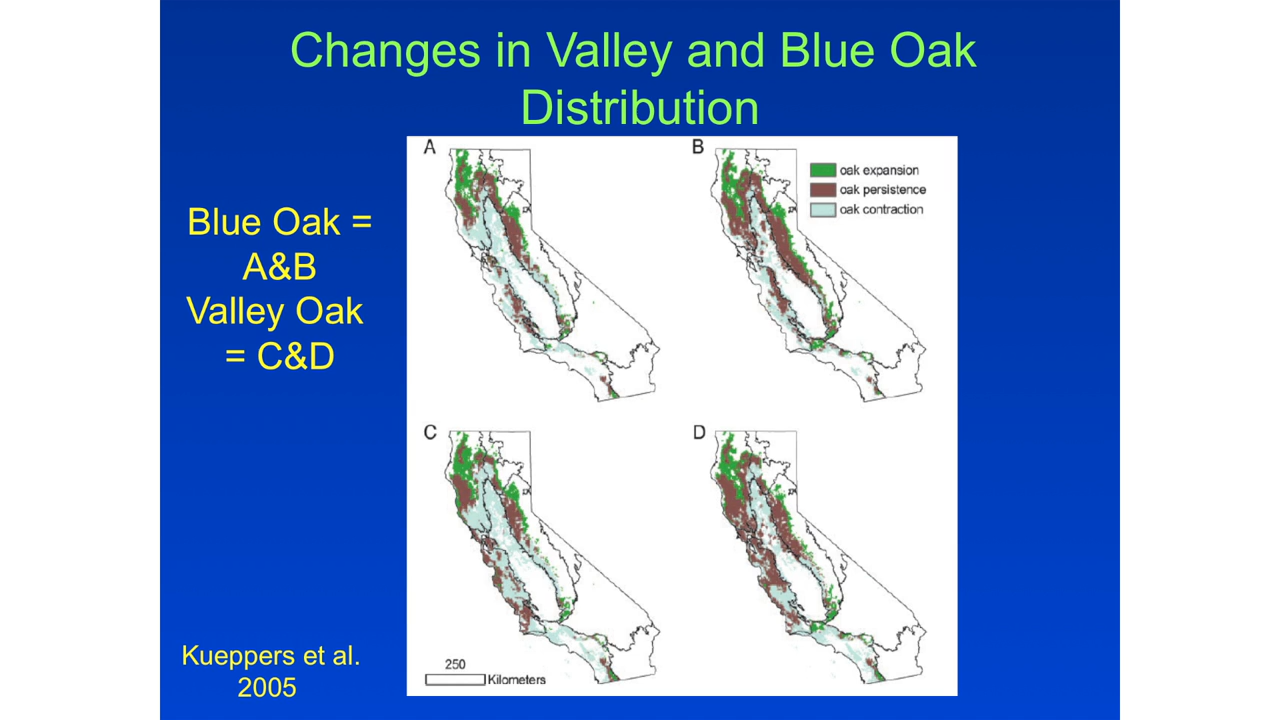 Changes in Valley and Blue Oak
Distribution
Blue Oak =
A&B
Valley Oak
= C&D
A
B
oak expansion
oak persistence
oak contraction
C
D
250
Kilometers
Kueppers et al.
2005